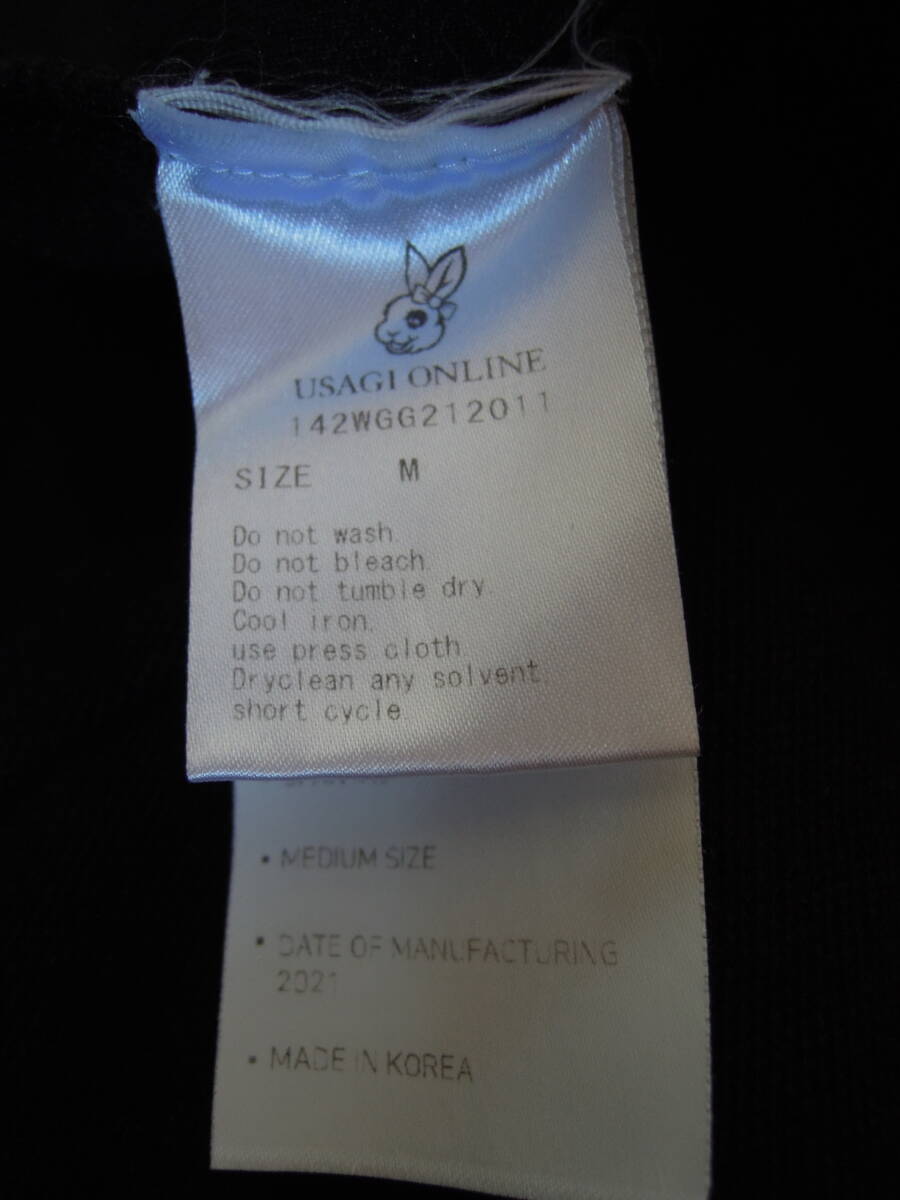 USAGI ONLINE
142WGG212011
SIZE M
Do not wash.
Do not bleach.
Do not tumble dry.
Cool iron.
use press cloth
Dryclean any solvent.
short cycle.
• MEDIUM SIZE
• DATE OF MANUFACTURING
2021
• MADE IN KOREA